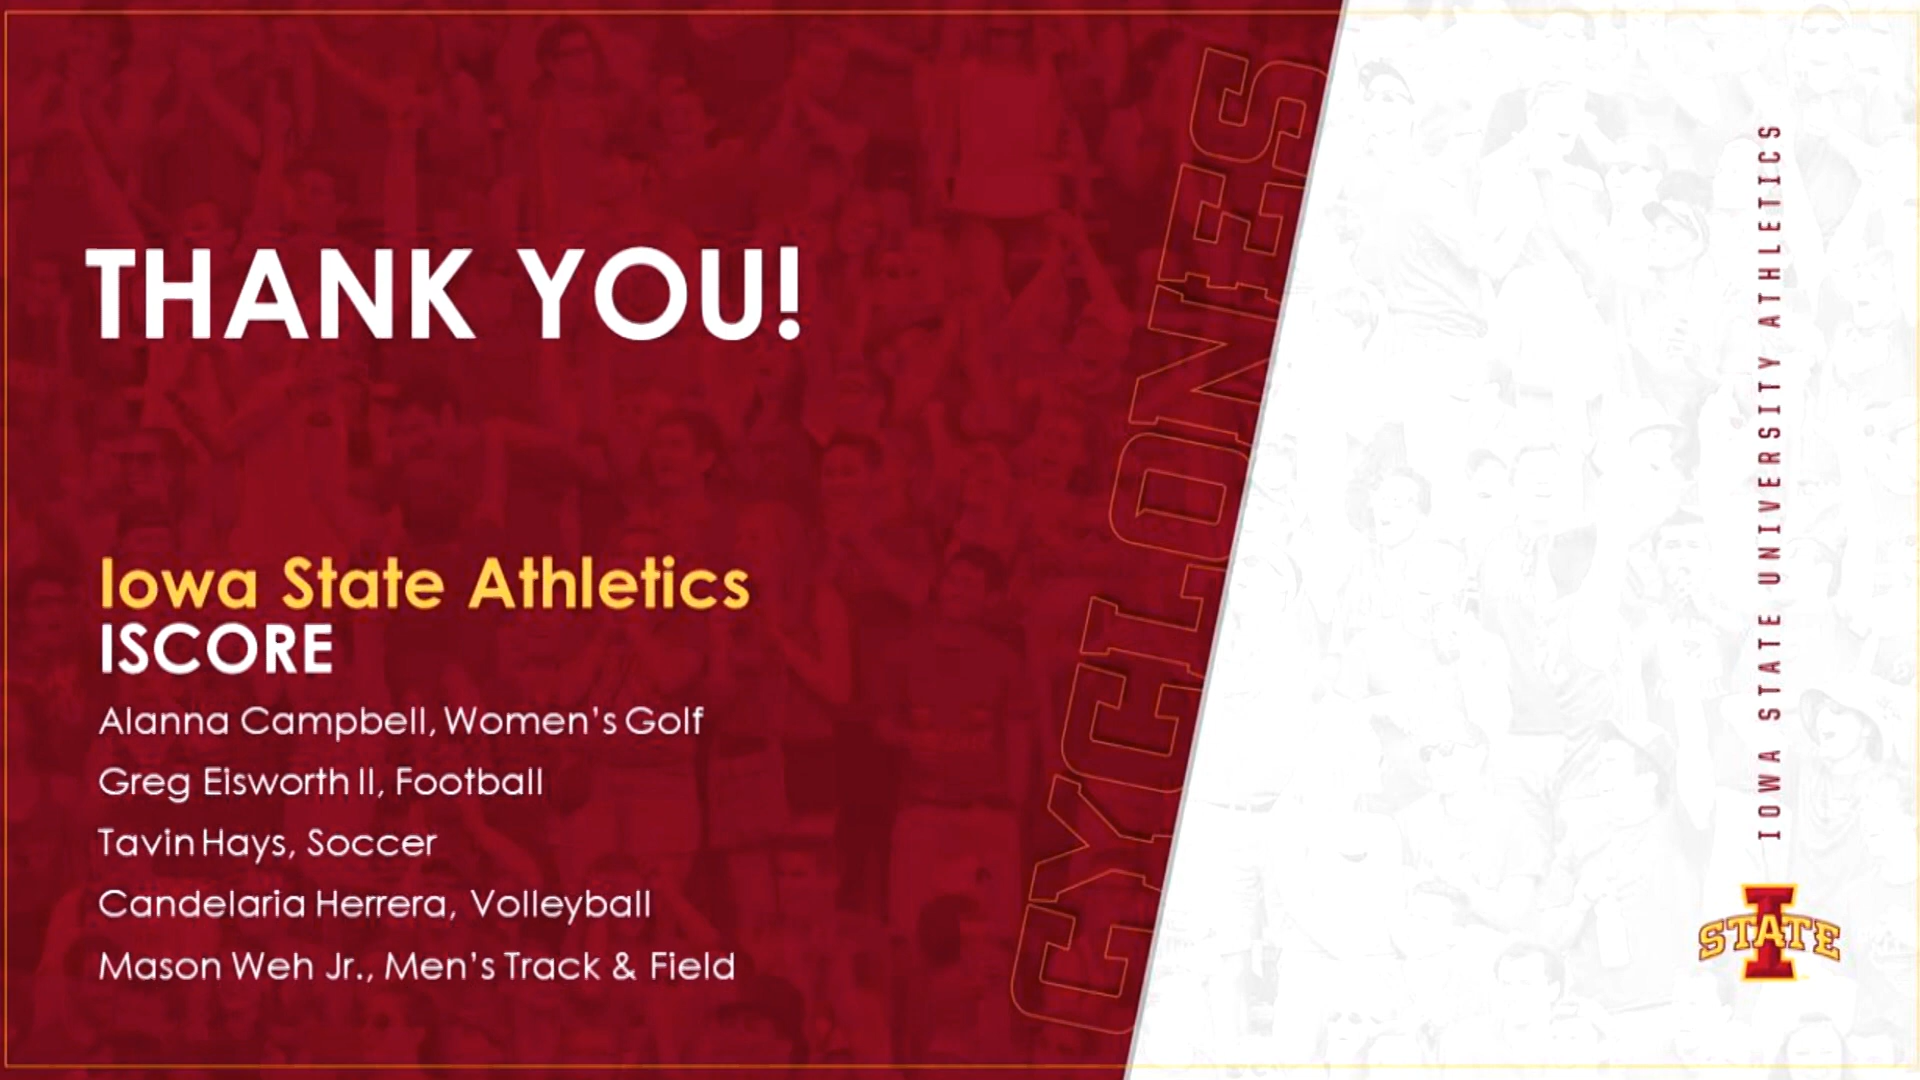 THANK YOU!
Iowa State Athletics
ISCORE
Alanna Campbell, Women's Golf
Greg Eisworth II, Football
Tavin Hays, Soccer
Candelaria Herrera, Volleyball
Mason Weh Jr., Men's Track & Field
CYCLONES
IOWA STATE UNIVERSITY ATHLETICS
I
STATE